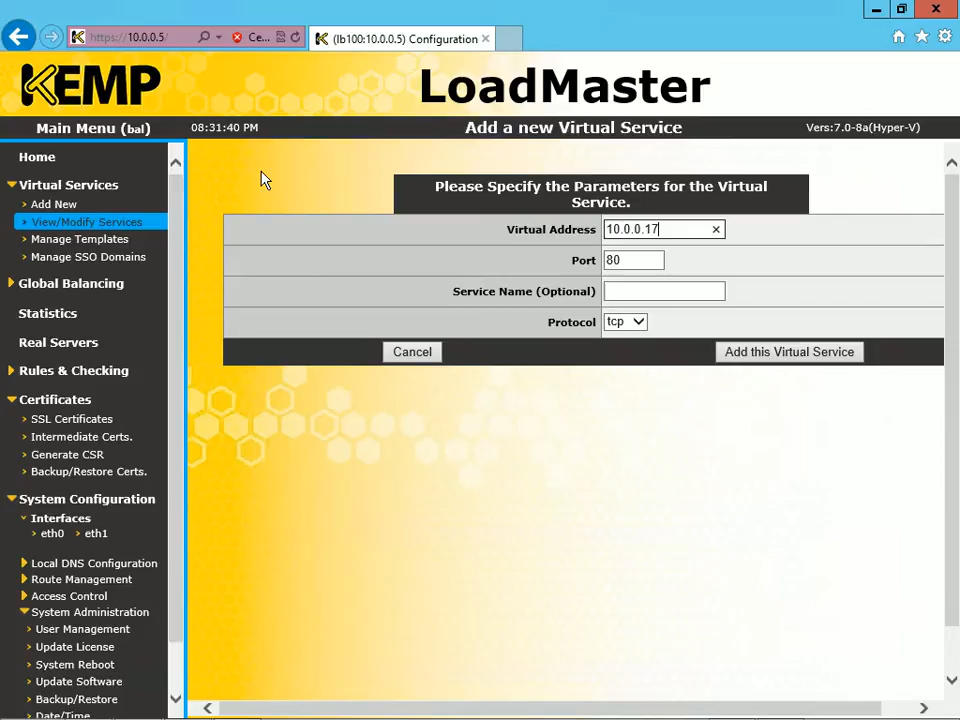 https://10.0.0.5/
Ce...
(lb100:10.0.0.5) Configuration
KEMP
LoadMaster
Main Menu (bal)
08:31:40 PM
Add a new Virtual Service
Vers:7.0-8a(Hyper-V)
Home
Virtual Services
Add New
View/Modify Services
Manage Templates
Manage SSO Domains
Global Balancing
Statistics
Real Servers
Rules & Checking
Certificates
SSL Certificates
Intermediate Certs.
Generate CSR
Backup/Restore Certs.
System Configuration
Interfaces
eth0
eth1
Local DNS Configuration
Route Management
Access Control
System Administration
User Management
Update License
System Reboot
Update Software
Backup/Restore
Date/Time
Please Specify the Parameters for the Virtual
Service.
Virtual Address
10.0.0.17
Port
80
Service Name (Optional)
Protocol
tcp
Cancel
Add this Virtual Service